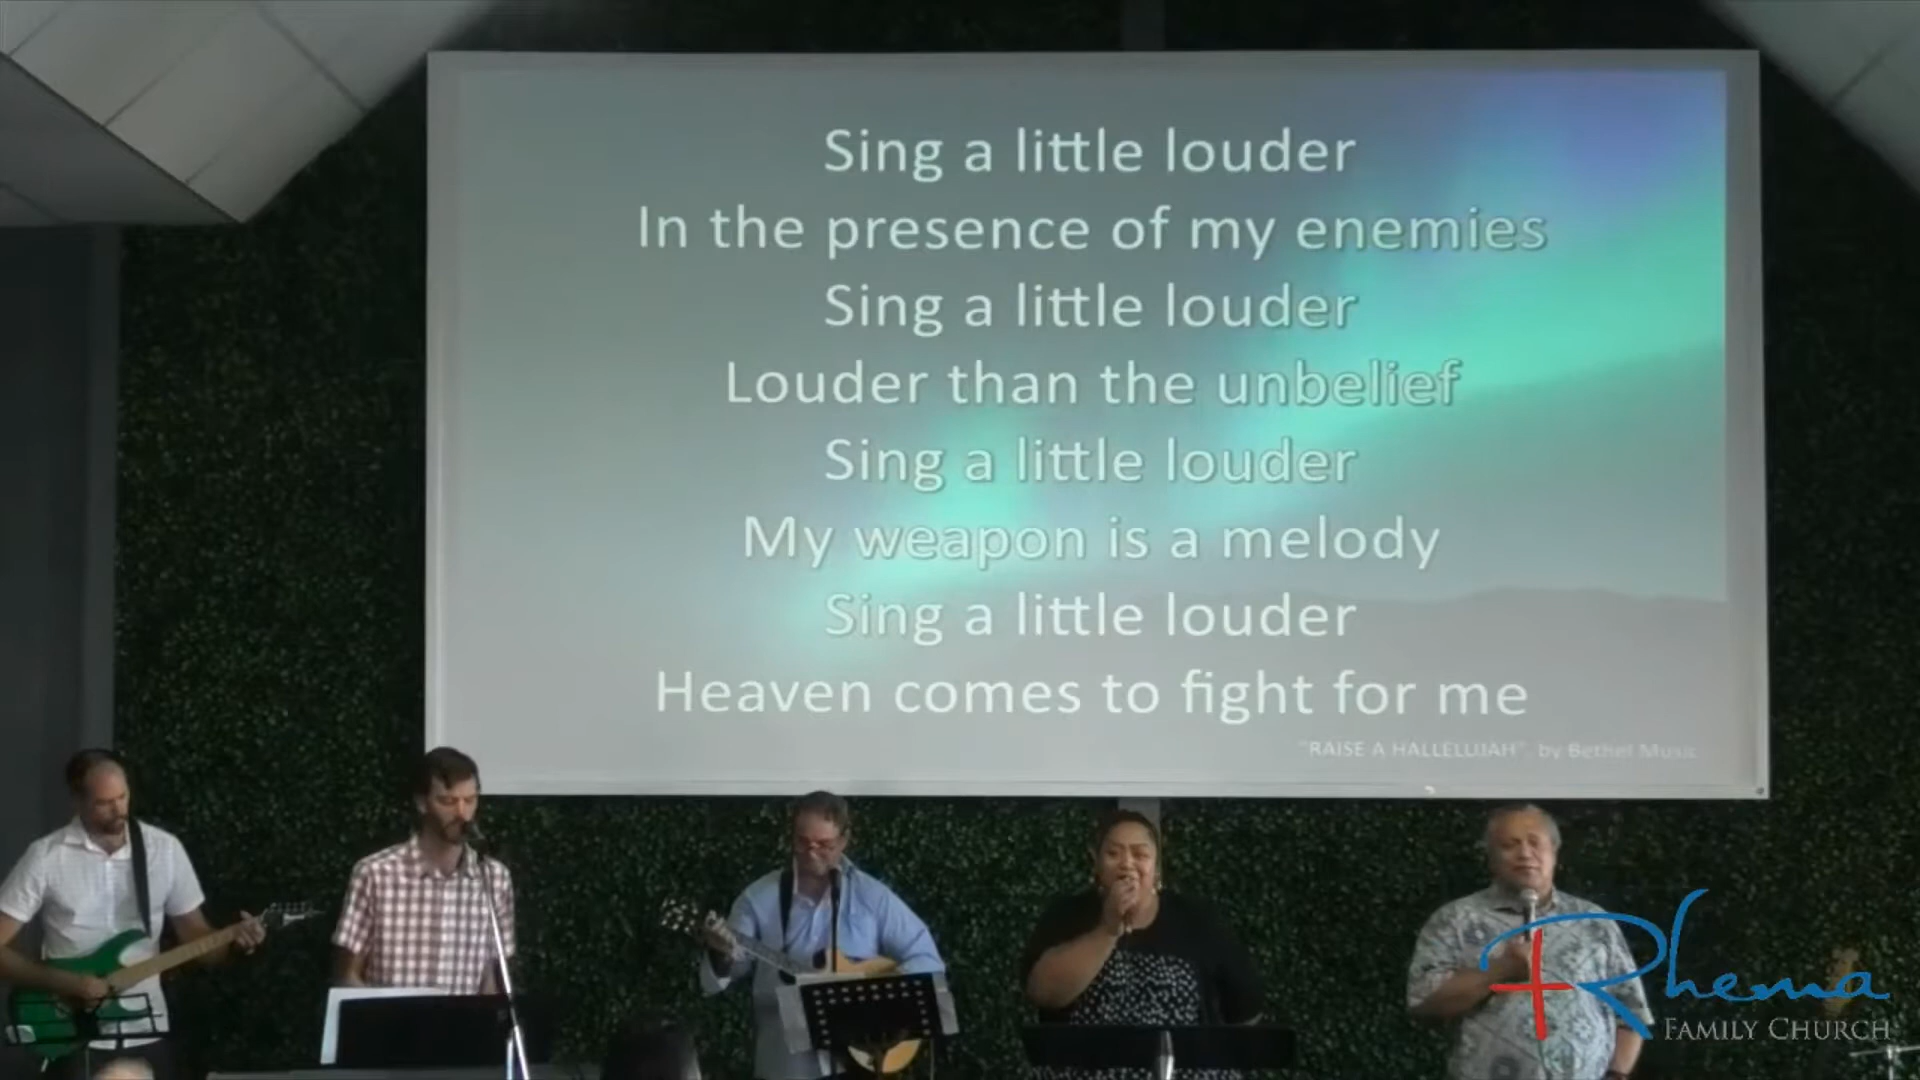 Sing a little louder
In the presence of my enemies
Sing a little louder
Louder than the unbelief
Sing a little louder
My weapon is a melody
Sing a little louder
Heaven comes to fight for me
"RAISE A HALLELUJAH" by Bethel Music
Rhema
FAMILY CHURCH